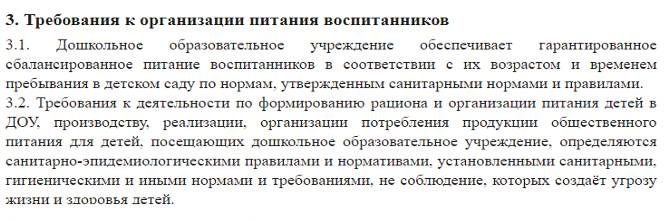 3. Требования к организации питания воспитанников
3.1. Дошкольное образовательное учреждение обеспечивает гарантированное
сбалансированное питание воспитанников в соответствии с их возрастом и временем
пребывания в детском саду по нормам, утвержденным санитарными нормами и правилами.
3.2. Требования к деятельности по формированию рациона и организации питания детей в
ДОУ, производству, реализации, организации потребления продукции общественного
питания для детей, посещающих дошкольное образовательное учреждение, определяются
санитарно-эпидемиологическими правилами и нормативами, установленными санитарными,
гигиеническими и иными нормами и требованиями, не соблюдение, которых создаёт угрозу
жизни и здоровья детей.